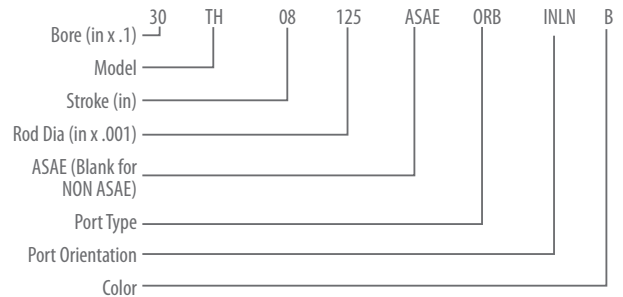 30 TH 08 125 ASAE ORB INLN B
Bore (in x .1)
Model
Stroke (in)
Rod Dia (in x .001)
ASAE (Blank for
NON ASAE)
Port Type
Port Orientation
Color